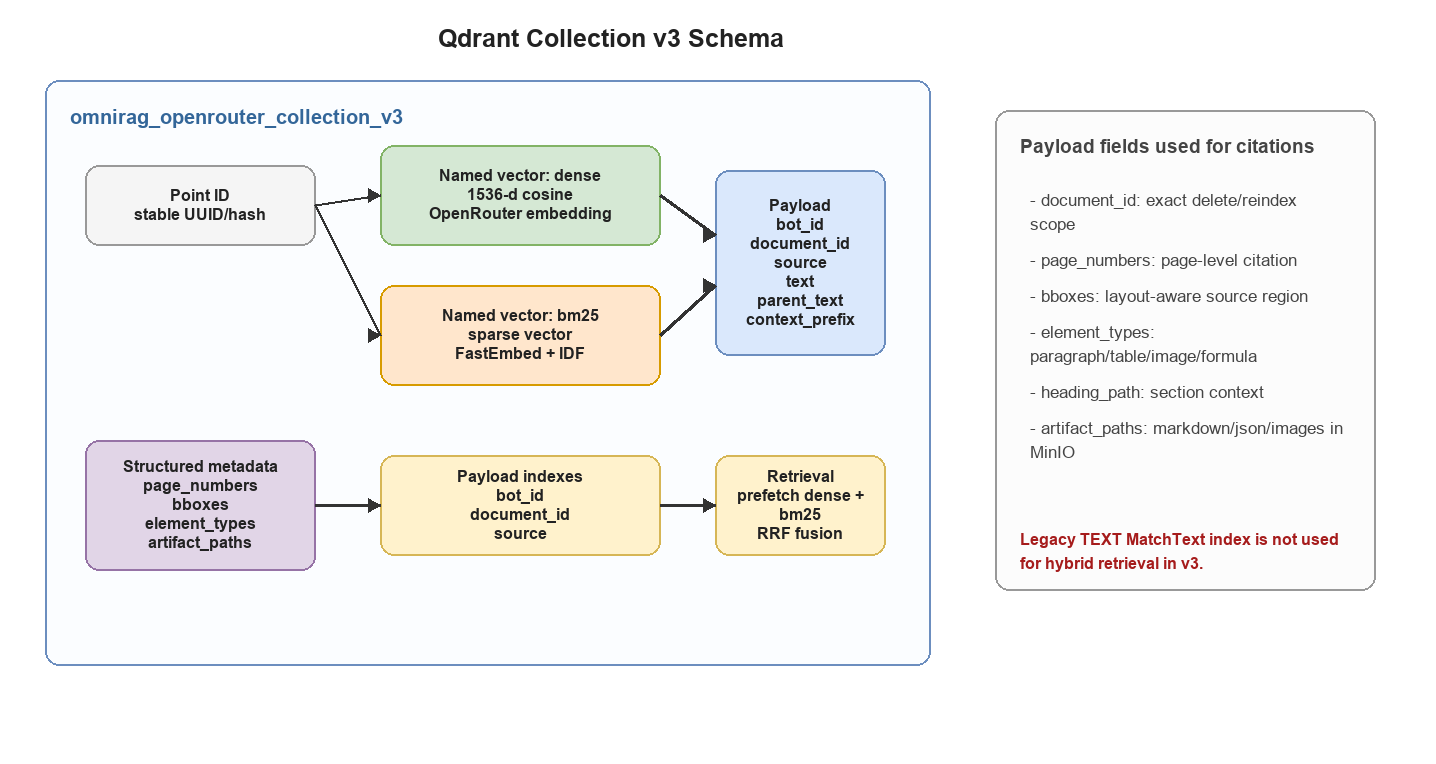 Qdrant Collection v3 Schema
omnirag_openrouter_collection_v3
Point ID
stable UUID/hash
Named vector: dense
1536-d cosine
OpenRouter embedding
Named vector: bm25
sparse vector
FastEmbed + IDF
Payload
bot_id
document_id
source
text
parent_text
context_prefix
Structured metadata
page_numbers
bboxes
element_types
artifact_paths
Payload indexes
bot_id
document_id
source
Retrieval
prefetch dense +
bm25
RRF fusion
Payload fields used for citations
- document_id: exact delete/reindex
scope
- page_numbers: page-level citation
- bboxes: layout-aware source region
- element_types:
paragraph/table/image/formula
- heading_path: section context
- artifact_paths: markdown/json/images in
MinIO
Legacy TEXT MatchText index is not used
for hybrid retrieval in v3.